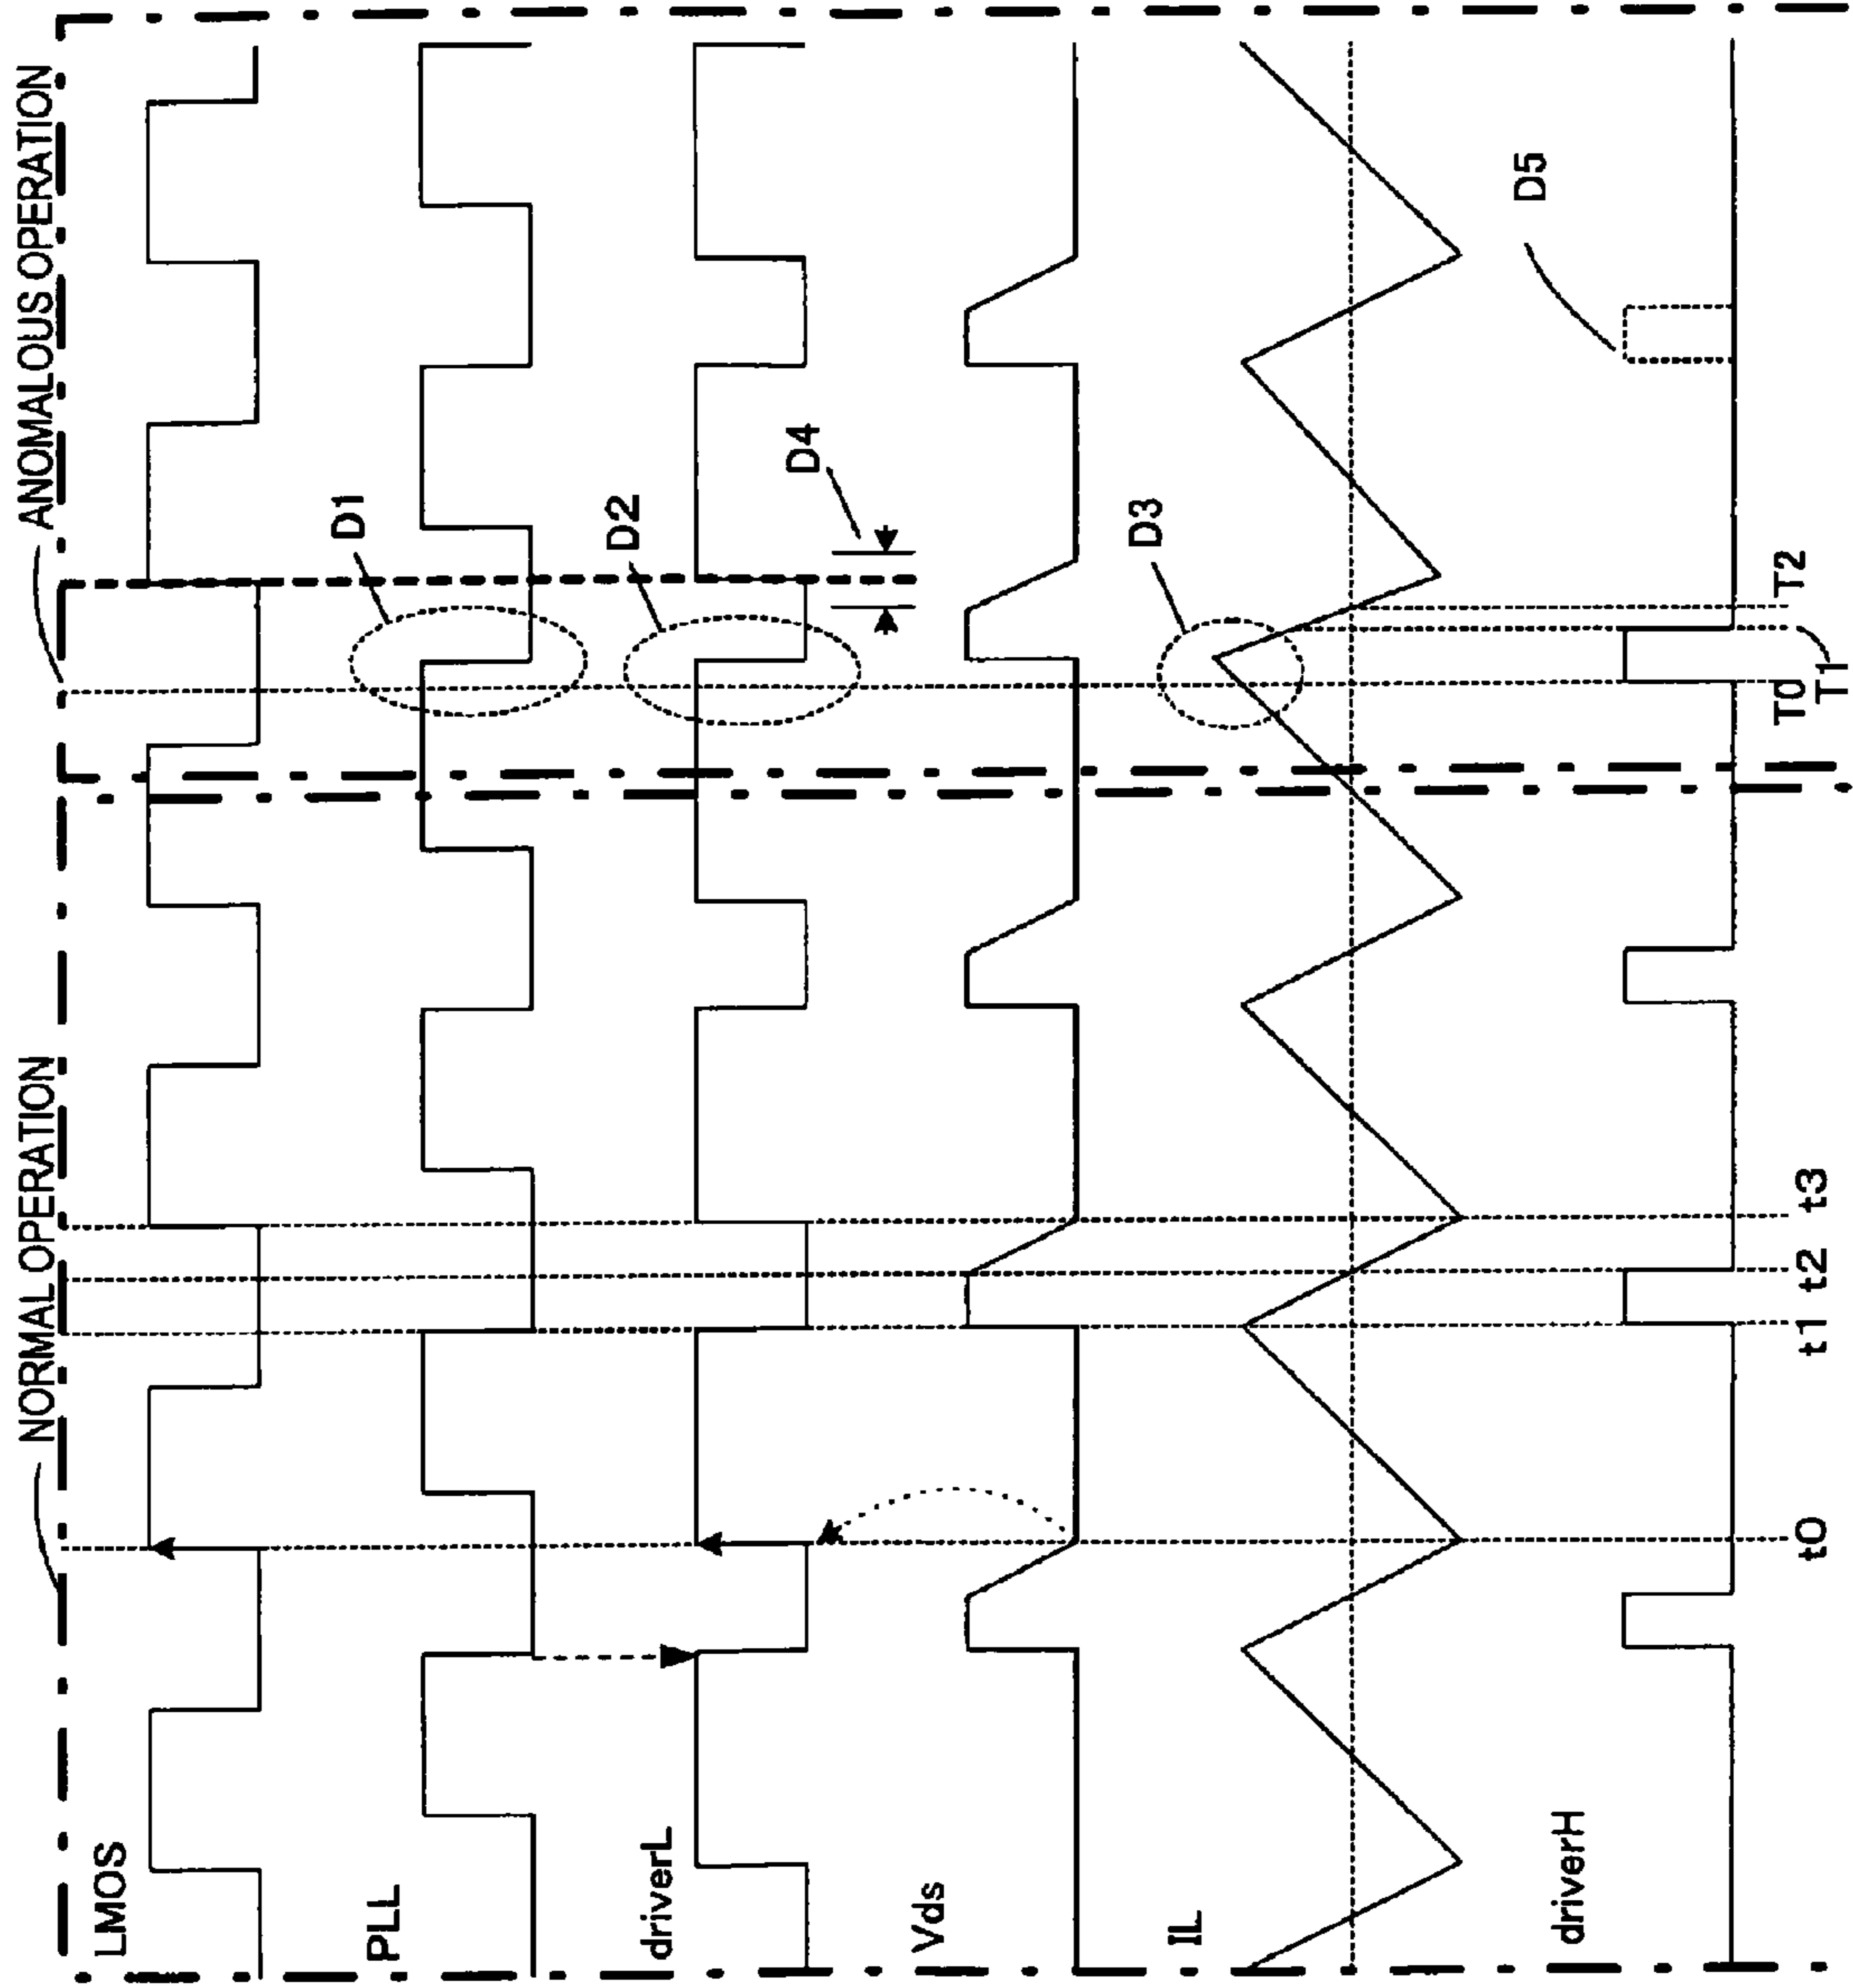 NORMAL OPERATION
ANOMALOUS OPERATION
LMOS
PLL
D1
driverL
D2
D4
Vds
IL
D3
driverH
D5
t0
t1
t2
t3
T0
T1
T2